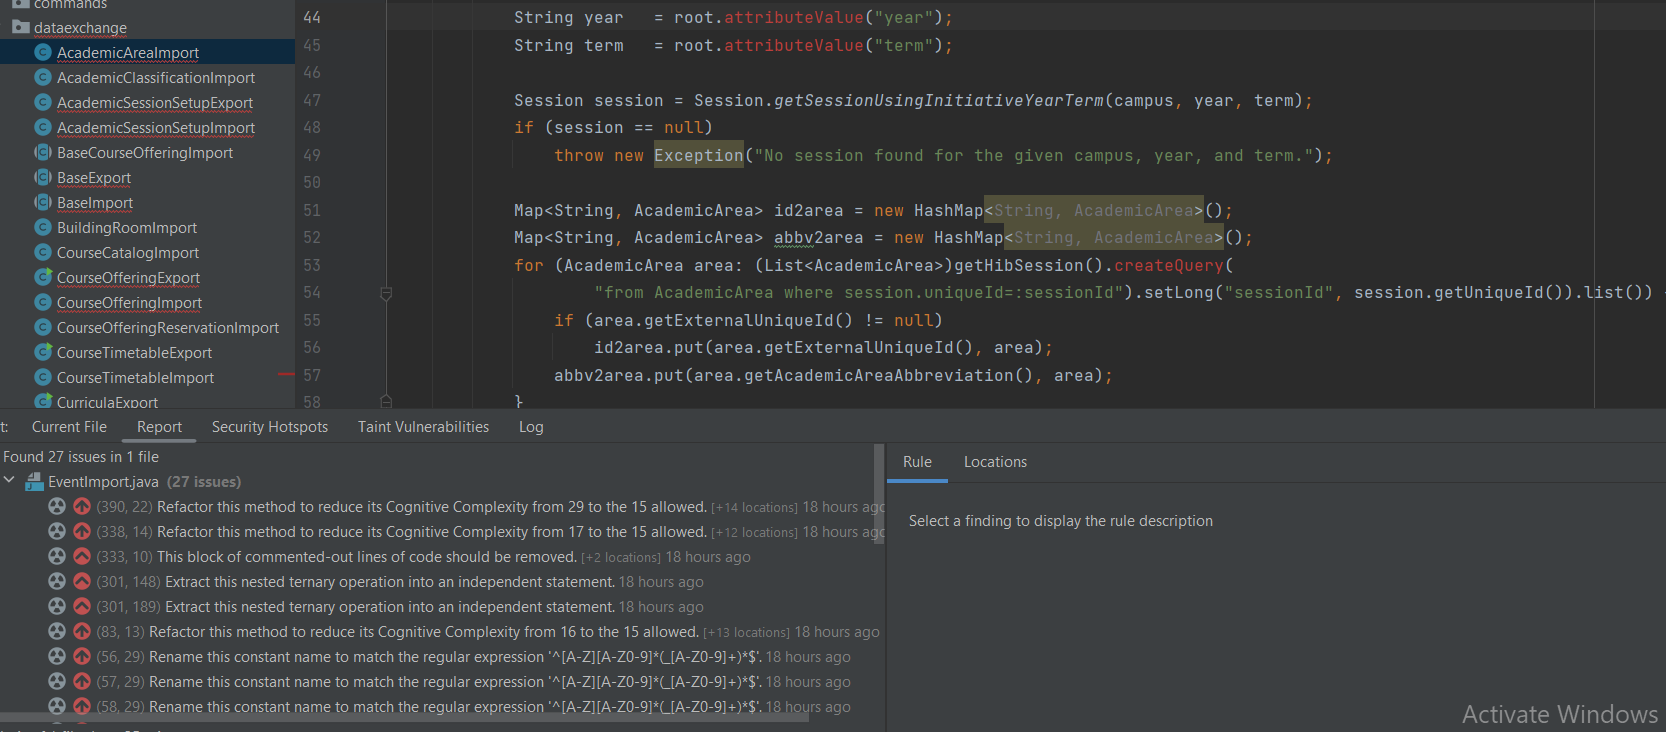 commands
dataexchange
AcademicAreaImport
AcademicClassificationImport
AcademicSessionSetupExport
AcademicSessionSetupImport
BaseCourseOfferingImport
BaseExport
BaseImport
BuildingRoomImport
CourseCatalogImport
CourseOfferingExport
CourseOfferingImport
CourseOfferingReservationImport
CourseTimetableExport
CourseTimetableImport
CurriculaExport
44 String year = root.attributeValue("year");
45 String term = root.attributeValue("term");
46
47 Session session = Session.getSessionUsingInitiativeYearTerm(campus, year, term);
48 if (session == null)
49 throw new Exception("No session found for the given campus, year, and term.");
50
51 Map<String, AcademicArea> id2area = new HashMap<String, AcademicArea>();
52 Map<String, AcademicArea> abbv2area = new HashMap<String, AcademicArea>();
53 for (AcademicArea area: (List<AcademicArea>)getHibSession().createQuery(
54 "from AcademicArea where session.uniqueId=:sessionId").setLong("sessionId", session.getUniqueId()).list())
55 if (area.getExternalUniqueId() != null)
56 id2area.put(area.getExternalUniqueId(), area);
57 abbv2area.put(area.getAcademicAreaAbbreviation(), area);
58 }
t: Current File Report Security Hotspots Taint Vulnerabilities Log
Found 27 issues in 1 file
EventImport.java (27 issues)
(390, 22) Refactor this method to reduce its Cognitive Complexity from 29 to the 15 allowed. [+14 locations] 18 hours ago
(338, 14) Refactor this method to reduce its Cognitive Complexity from 17 to the 15 allowed. [+12 locations] 18 hours ago
(333, 10) This block of commented-out lines of code should be removed. [+2 locations] 18 hours ago
(301, 148) Extract this nested ternary operation into an independent statement. 18 hours ago
(301, 189) Extract this nested ternary operation into an independent statement. 18 hours ago
(83, 13) Refactor this method to reduce its Cognitive Complexity from 16 to the 15 allowed. [+13 locations] 18 hours ago
(56, 29) Rename this constant name to match the regular expression '^[A-Z][A-Z0-9]*(_[A-Z0-9]+)*$'. 18 hours ago
(57, 29) Rename this constant name to match the regular expression '^[A-Z][A-Z0-9]*(_[A-Z0-9]+)*$'. 18 hours ago
(58, 29) Rename this constant name to match the regular expression '^[A-Z][A-Z0-9]*(_[A-Z0-9]+)*$'. 18 hours ago
Rule Locations
Select a finding to display the rule description
Activate Windows